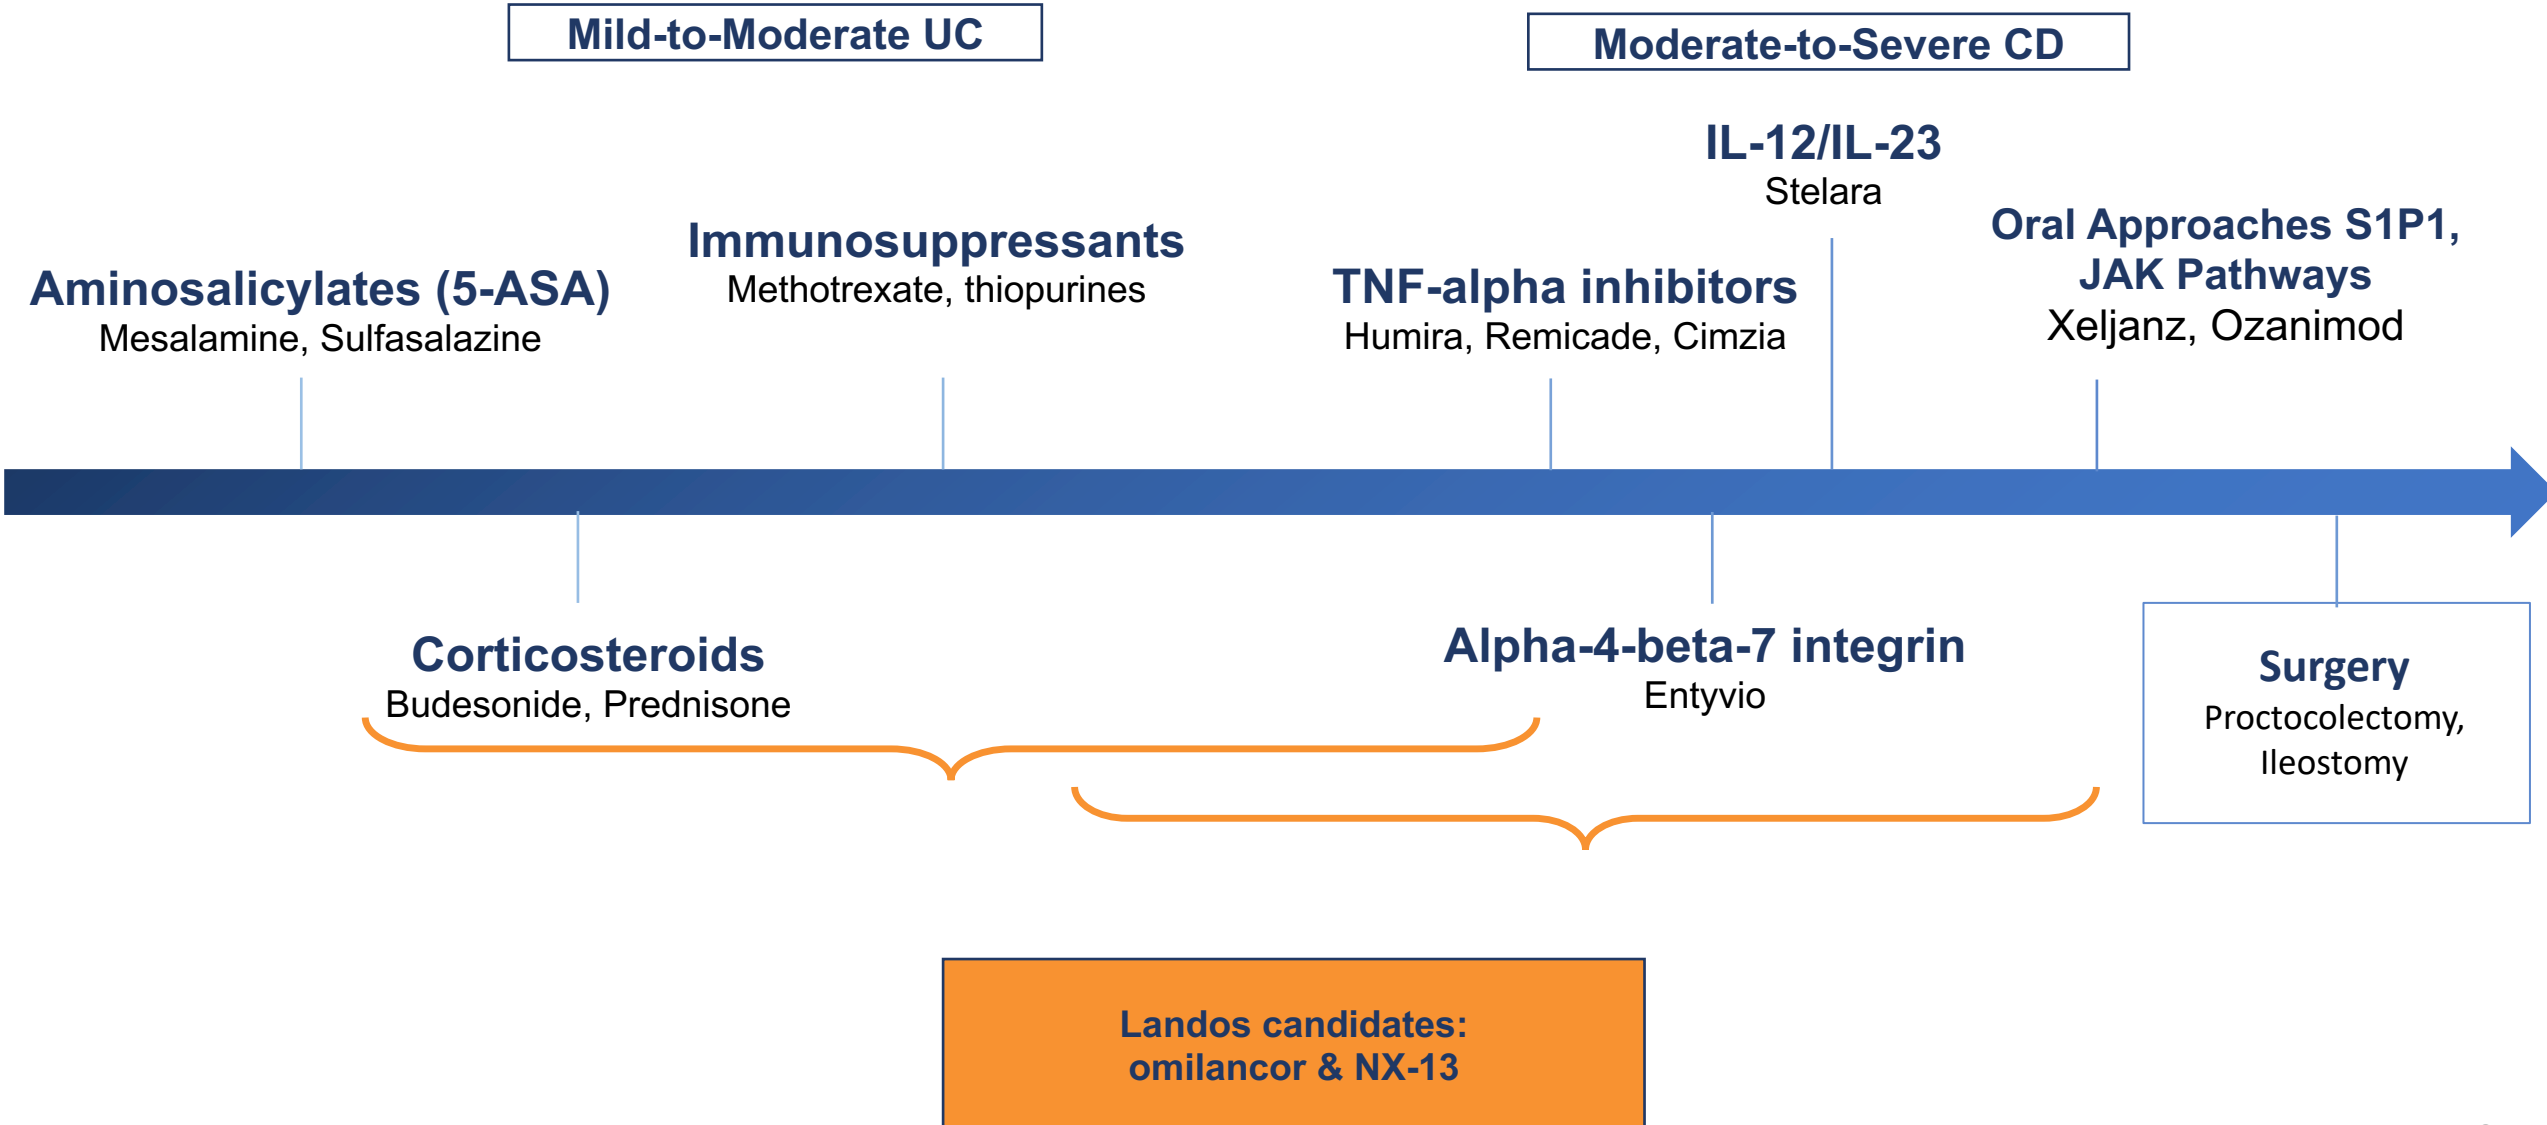 Mild-to-Moderate UC
Moderate-to-Severe CD
IL-12/IL-23
Stelara
Aminosalicylates (5-ASA)
Mesalamine, Sulfasalazine
Immunosuppressants
Methotrexate, thiopurines
TNF-alpha inhibitors
Humira, Remicade, Cimzia
Oral Approaches S1P1,
JAK Pathways
Xeljanz, Ozanimod
Corticosteroids
Budesonide, Prednisone
Alpha-4-beta-7 integrin
Entyvio
Surgery
Proctocolectomy,
Ileostomy
Landos candidates:
omilancor & NX-13